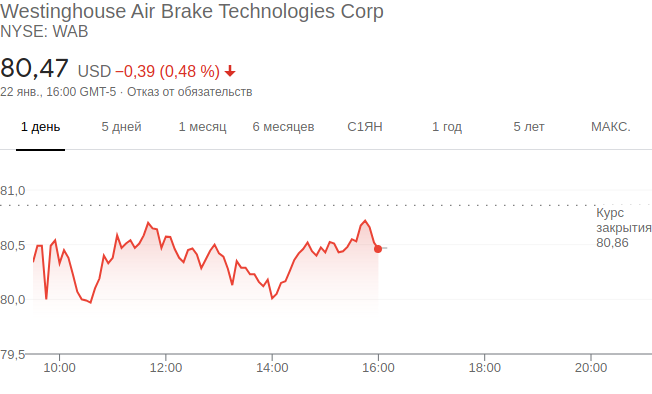 Westinghouse Air Brake Technologies Corp
NYSE: WAB
80,47 USD −0,39 (0,48 %)
22 янв., 16:00 GMT-5 · Отказ от обязательств
1 день 5 дней 1 месяц 6 месяцев С1ЯН 1 год 5 лет МАКС.
81,0
Курс
закрытия
80,5
80.86
80,0
79,5
10:00 12:00 14:00 16:00 18:00 20:00